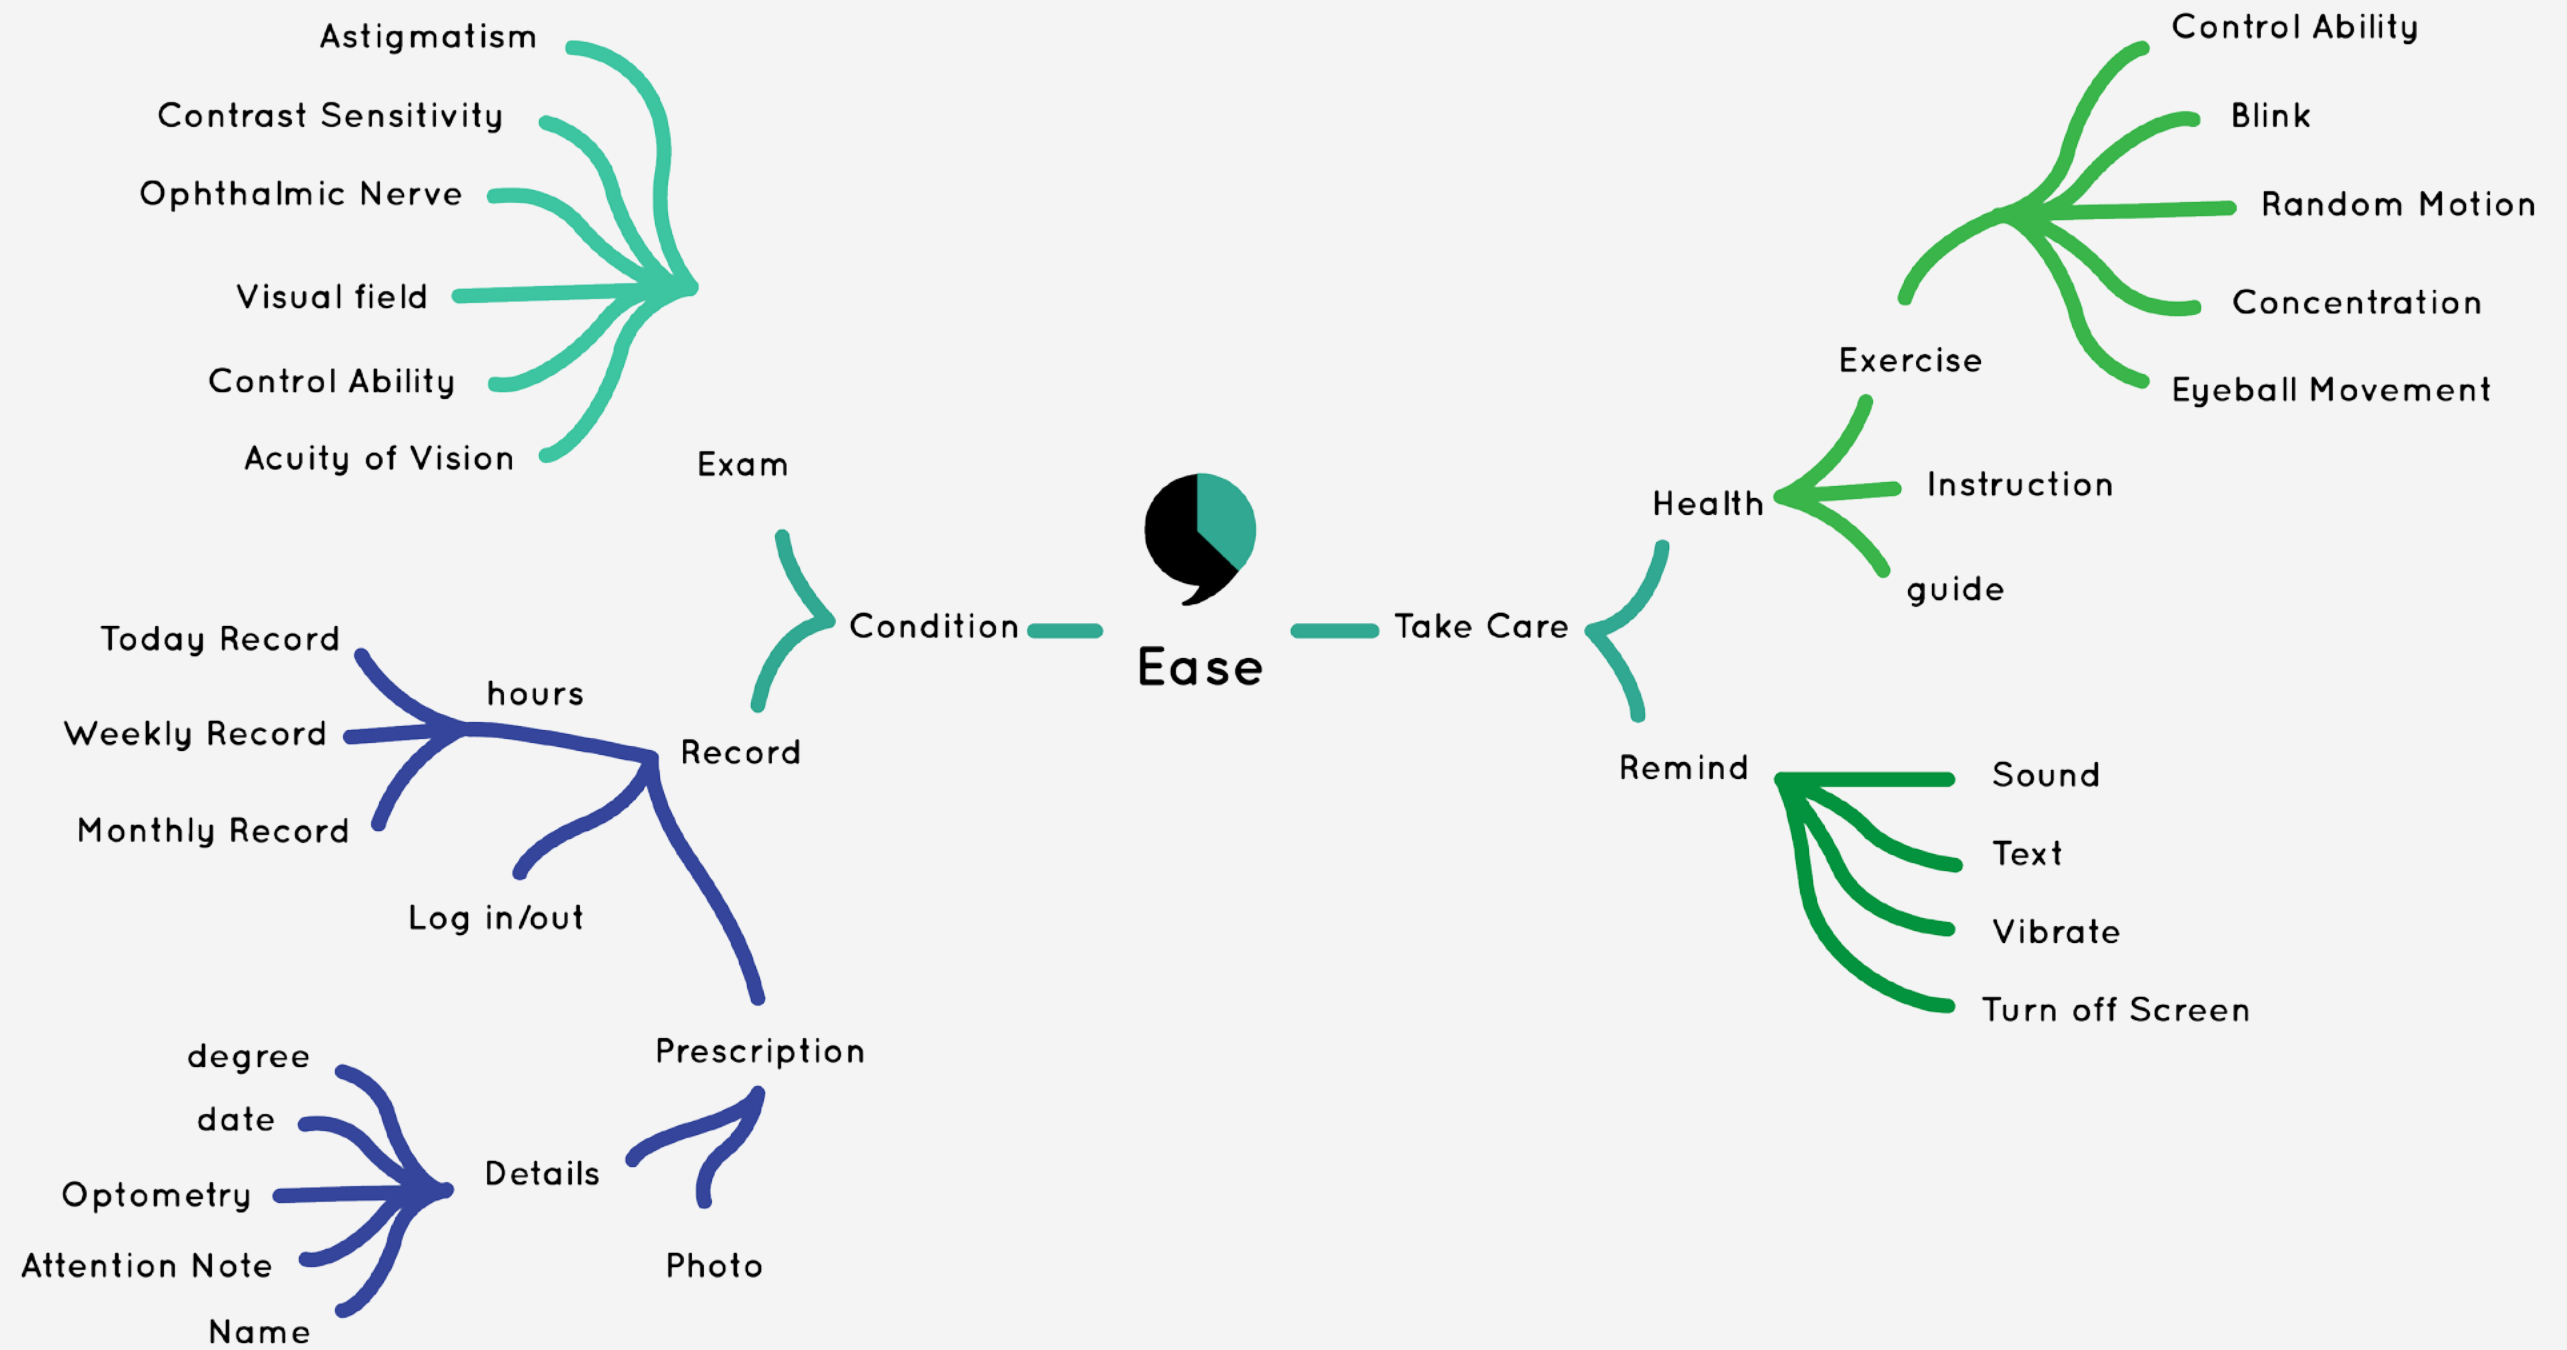 Astigmatism
Contrast Sensitivity
Ophthalmic Nerve
Visual field
Control Ability
Acuity of Vision
Exam
Condition
Today Record
hours
Weekly Record
Monthly Record
Record
Log in/out
Prescription
degree
date
Optometry
Attention Note
Name
Details
Photo
Ease
Take Care
Health
Exercise
Control Ability
Blink
Random Motion
Concentration
Eyeball Movement
Instruction
guide
Remind
Sound
Text
Vibrate
Turn off Screen